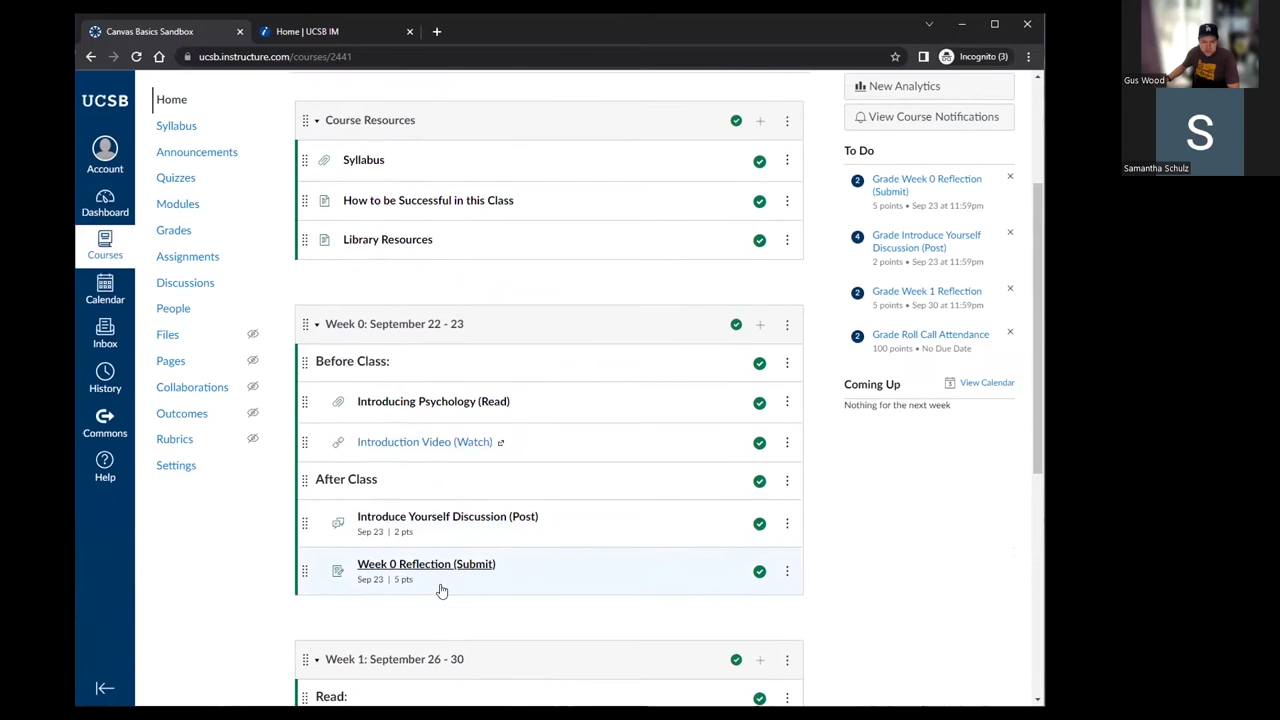 Canvas Basics Sandbox
Home | UCSB IM
ucsb.instructure.com/courses/2441
Incognito (3)
UCSB
Account
Dashboard
Courses
Calendar
Inbox
History
Commons
Help
Home
Syllabus
Announcements
Quizzes
Modules
Grades
Assignments
Discussions
People
Files
Pages
Collaborations
Outcomes
Rubrics
Settings
Course Resources
Syllabus
How to be Successful in this Class
Library Resources
Week 0: September 22 - 23
Before Class:
Introducing Psychology (Read)
Introduction Video (Watch)
After Class
Introduce Yourself Discussion (Post)
Sep 23 | 2 pts
Week 0 Reflection (Submit)
Sep 23 | 5 pts
Week 1: September 26 - 30
Read:
New Analytics
View Course Notifications
To Do
2 Grade Week 0 Reflection
(Submit)
5 points • Sep 23 at 11:59pm
4 Grade Introduce Yourself
Discussion (Post)
2 points • Sep 23 at 11:59pm
2 Grade Week 1 Reflection
5 points • Sep 30 at 11:59pm
2 Grade Roll Call Attendance
100 points • No Due Date
Coming Up
View Calendar
Nothing for the next week
Gus Wood
S
Samantha Schulz